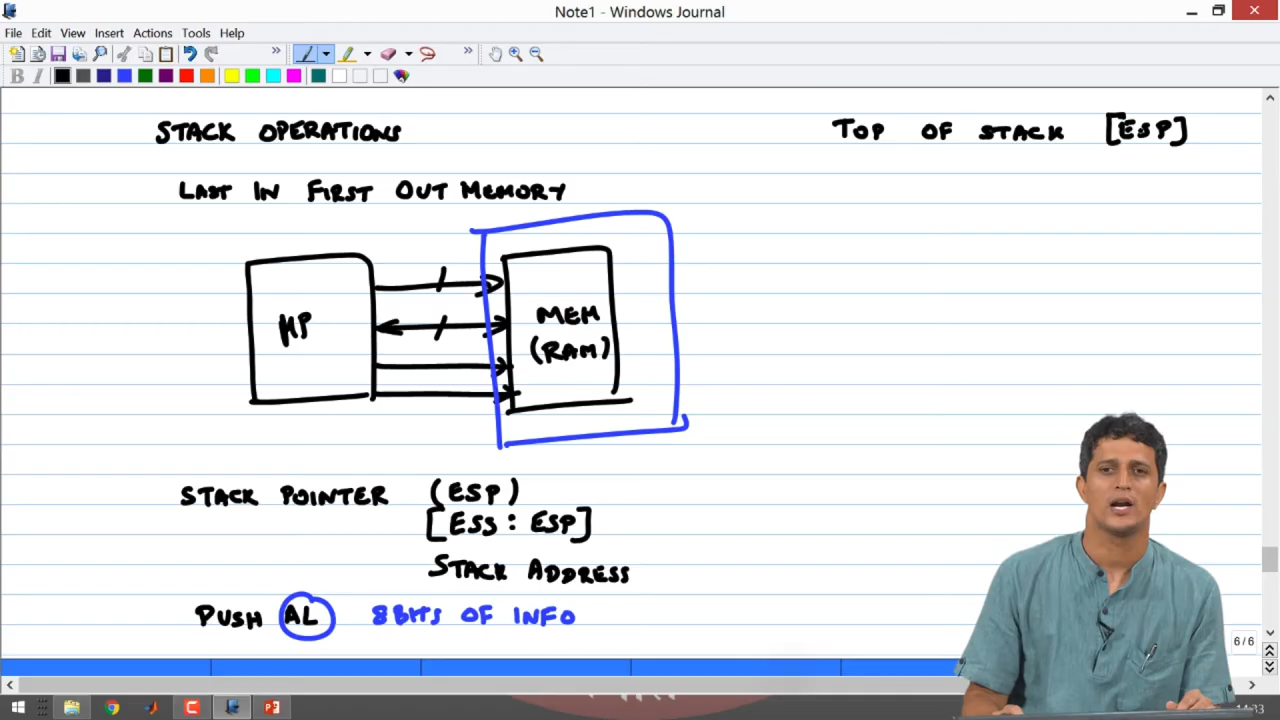 Note1 - Windows Journal
File Edit View Insert Actions Tools Help
B I
STACK OPERATIONS
TOP OF STACK [ESP]
LAST IN FIRST OUT MEMORY
μP
MEM
(RAM)
STACK POINTER (ESP)
[ESS : ESP]
STACK ADDRESS
PUSH AL 8 BITS OF INFO
6/6